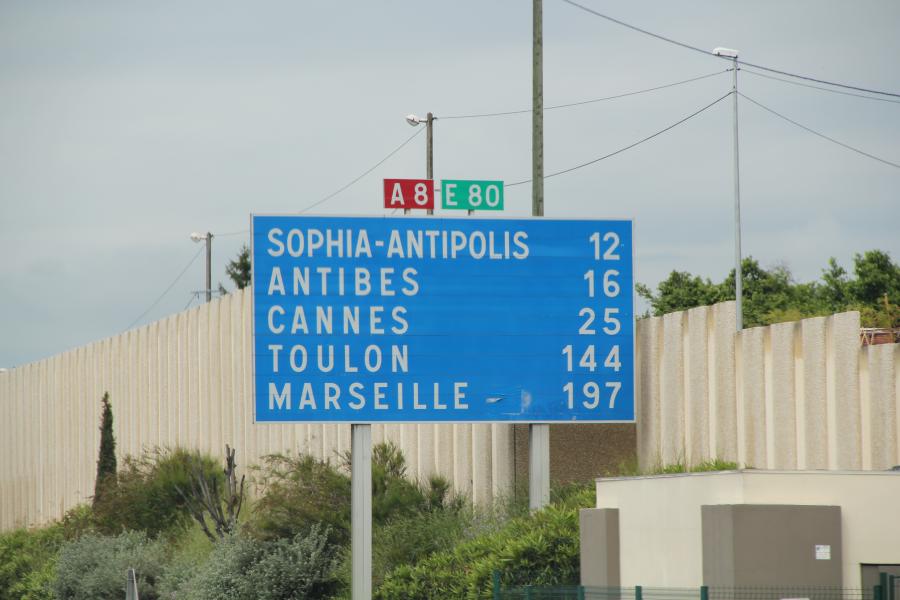 A 8 E 80
SOPHIA-ANTIPOLIS 12
ANTIBES 16
CANNES 25
TOULON 144
MARSEILLE 197